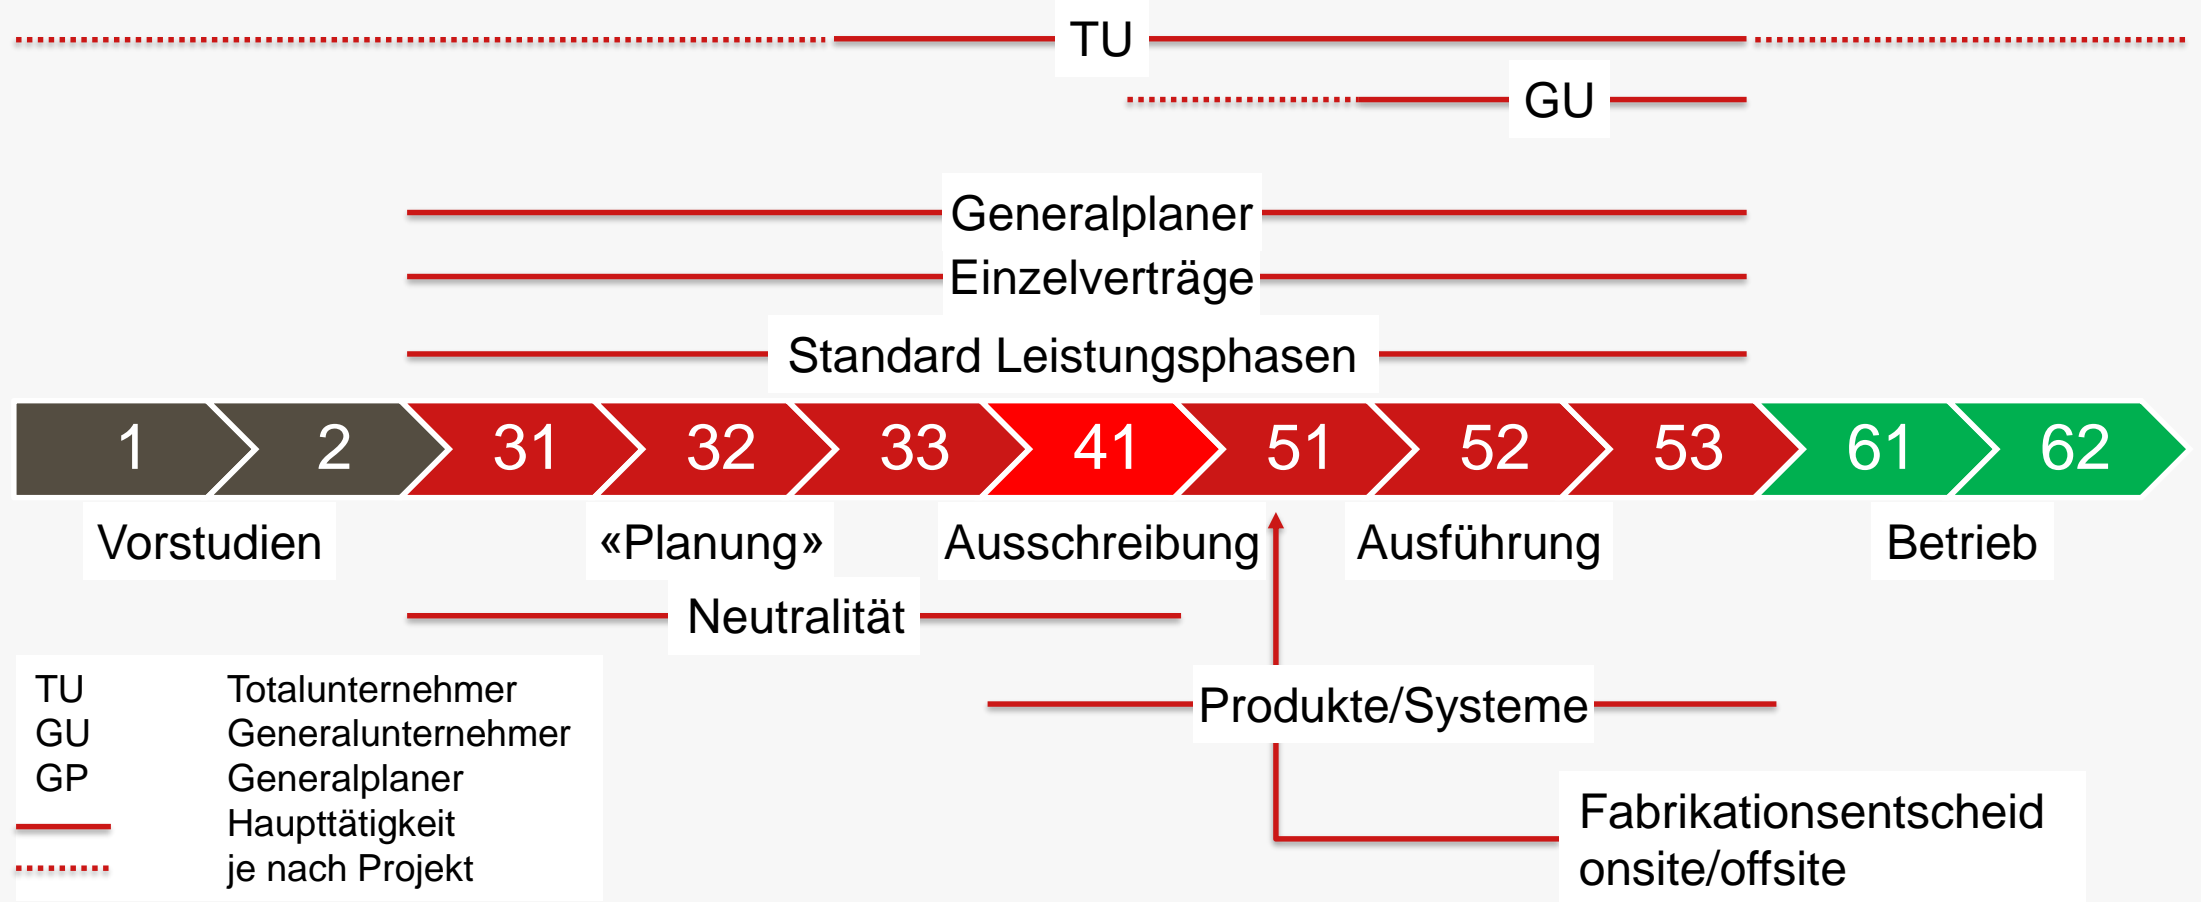 TU
GU
Generalplaner
Einzelverträge
Standard Leistungsphasen
1 2 31 32 33 41 51 52 53 61 62
Vorstudien «Planung» Ausschreibung Ausführung Betrieb
Neutralität
Produkte/Systeme
TU Totalunternehmer
GU Generalunternehmer
GP Generalplaner
Haupttätigkeit
je nach Projekt
Fabrikationsentscheid
onsite/offsite